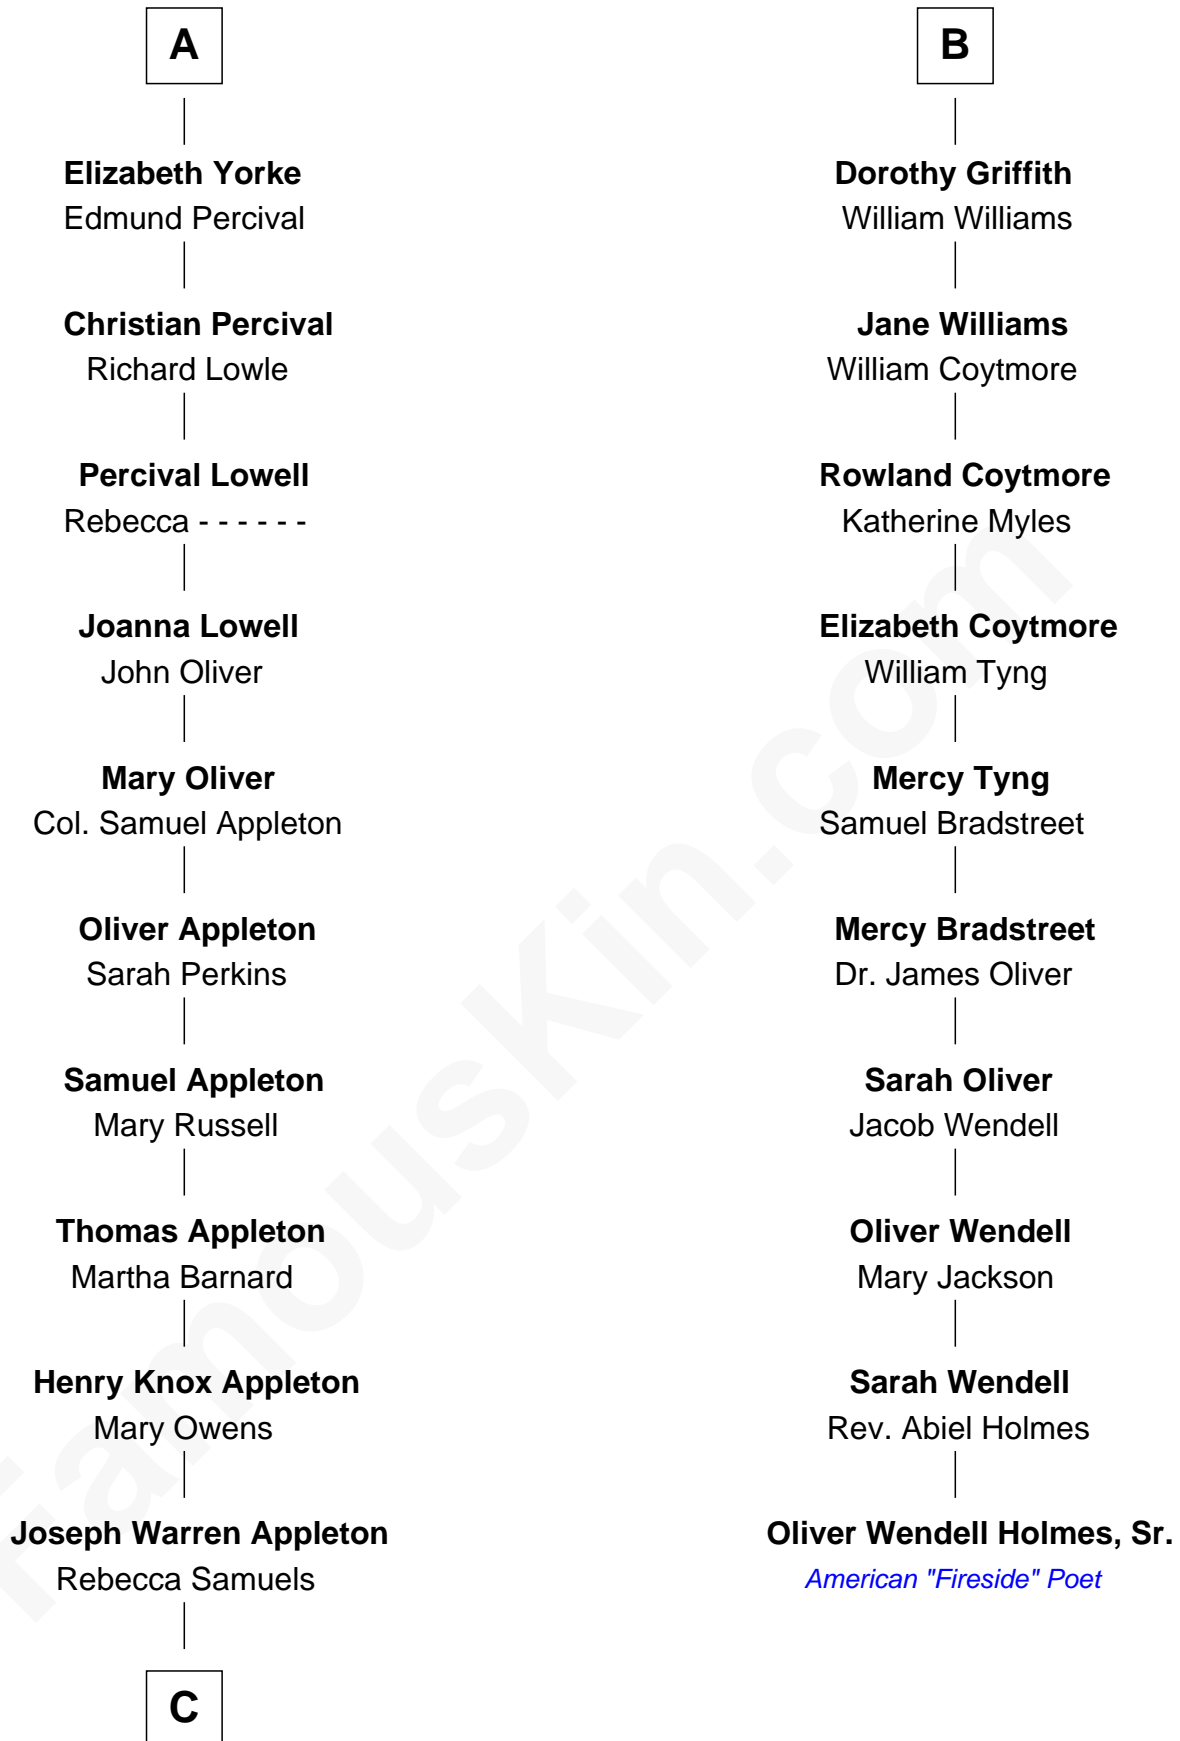 A
Elizabeth Yorke
Edmund Percival
Christian Percival
Richard Lowle
Percival Lowell
Rebecca - - - - - -
Joanna Lowell
John Oliver
Mary Oliver
Col. Samuel Appleton
Oliver Appleton
Sarah Perkins
Samuel Appleton
Mary Russell
Thomas Appleton
Martha Barnard
Henry Knox Appleton
Mary Owens
Joseph Warren Appleton
Rebecca Samuels
C
B
Dorothy Griffith
William Williams
Jane Williams
William Coytmore
Rowland Coytmore
Katherine Myles
Elizabeth Coytmore
William Tyng
Mercy Tyng
Samuel Bradstreet
Mercy Bradstreet
Dr. James Oliver
Sarah Oliver
Jacob Wendell
Oliver Wendell
Mary Jackson
Sarah Wendell
Rev. Abiel Holmes
Oliver Wendell Holmes, Sr.
American "Fireside" Poet
FamousKin.com